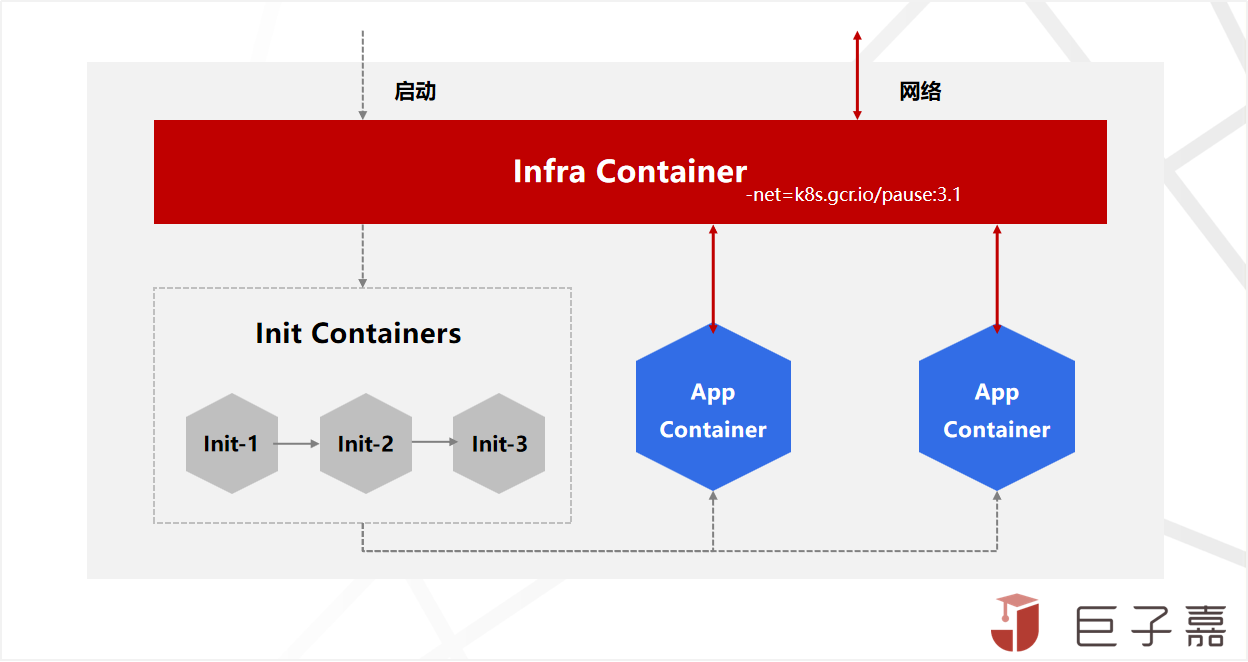 启动
网络
Infra Container
-net=k8s.gcr.io/pause:3.1
Init Containers
Init-1
Init-2
Init-3
App
Container
App
Container
巨子嘉